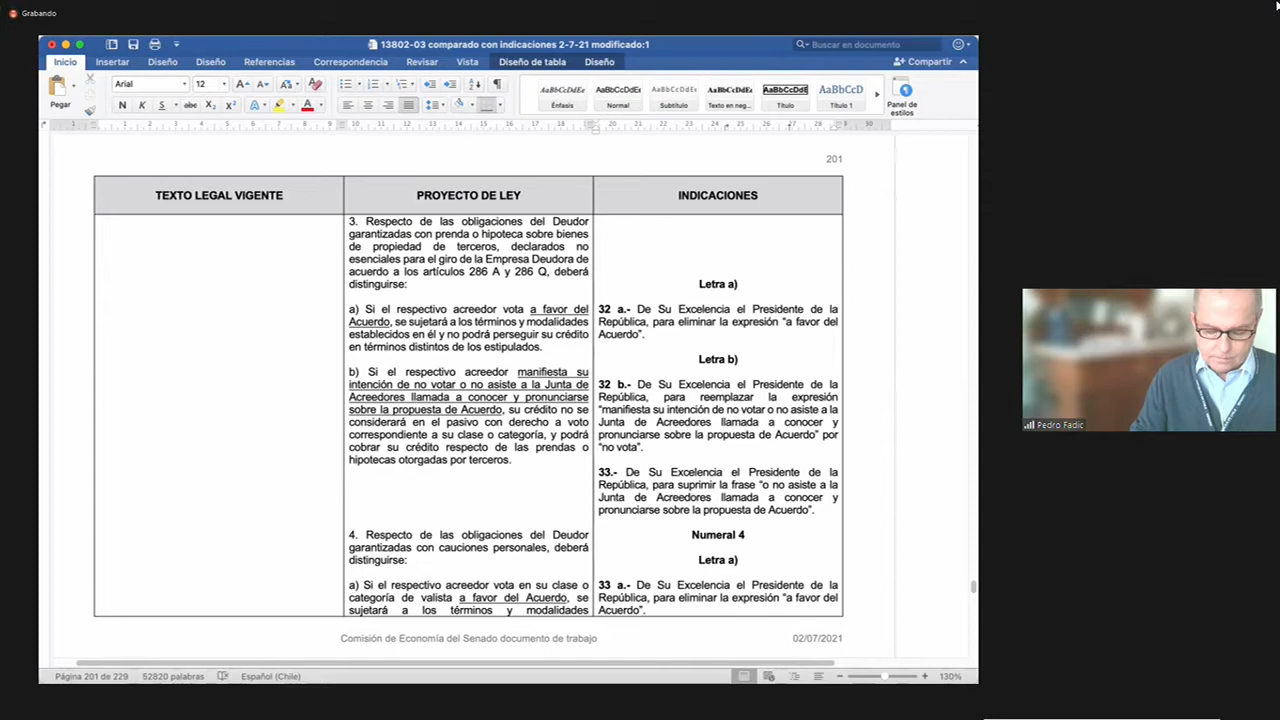 Grabando
13802-03 comparado con indicaciones 2-7-21 modificado:1
Buscar en documento
Inicio
Insertar
Diseño
Diseño
Referencias
Correspondencia
Revisar
Vista
Diseño de tabla
Diseño
Compartir
Pegar
Arial
12
N K S abc X₂ X²
AaBbCcDdEe
Énfasis
AaBbCcDdEe
Normal
AaBbCcDdEe
Subtítulo
AaBbCcDdEe
Texto en neg...
AaBbCcDdE
Título
AaBbCcD
Título 1
Panel de
estilos
201
TEXTO LEGAL VIGENTE
PROYECTO DE LEY
INDICACIONES
3. Respecto de las obligaciones del Deudor
garantizadas con prenda o hipoteca sobre bienes
de propiedad de terceros, declarados no
esenciales para el giro de la Empresa Deudora de
acuerdo a los artículos 286 A y 286 Q, deberá
distinguirse:
a) Si el respectivo acreedor vota a favor del
Acuerdo, se sujetará a los términos y modalidades
establecidos en él y no podrá perseguir su crédito
en términos distintos de los estipulados.
b) Si el respectivo acreedor manifiesta su
intención de no votar o no asiste a la Junta de
Acreedores llamada a conocer y pronunciarse
sobre la propuesta de Acuerdo, su crédito no se
considerará en el pasivo con derecho a voto
correspondiente a su clase o categoría, y podrá
cobrar su crédito respecto de las prendas o
hipotecas otorgadas por terceros.
4. Respecto de las obligaciones del Deudor
garantizadas con cauciones personales, deberá
distinguirse:
a) Si el respectivo acreedor vota en su clase o
categoría de valista a favor del Acuerdo, se
sujetará a los términos y modalidades
Letra a)
32 a.- De Su Excelencia el Presidente de la
República, para eliminar la expresión “a favor del
Acuerdo”.
Letra b)
32 b.- De Su Excelencia el Presidente de la
República, para reemplazar la expresión
“manifiesta su intención de no votar o no asiste a la
Junta de Acreedores llamada a conocer y
pronunciarse sobre la propuesta de Acuerdo” por
“no vota”.
33.- De Su Excelencia el Presidente de la
República, para suprimir la frase “o no asiste a la
Junta de Acreedores llamada a conocer y
pronunciarse sobre la propuesta de Acuerdo”.
Numeral 4
Letra a)
33 a.- De Su Excelencia el Presidente de la
República, para eliminar la expresión “a favor del
Acuerdo”.
Comisión de Economía del Senado documento de trabajo
02/07/2021
Página 201 de 229
52820 palabras
Español (Chile)
130%
Pedro Fadic